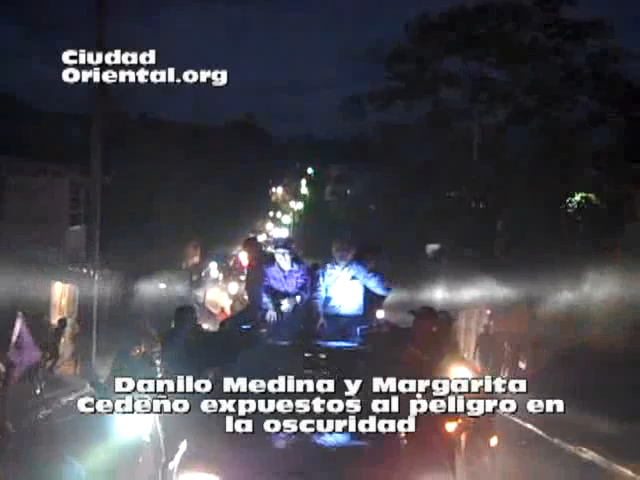 Ciudad
Oriental.org
Danilo Medina y Margarita
Cedeño expuestos al peligro en
la oscuridad